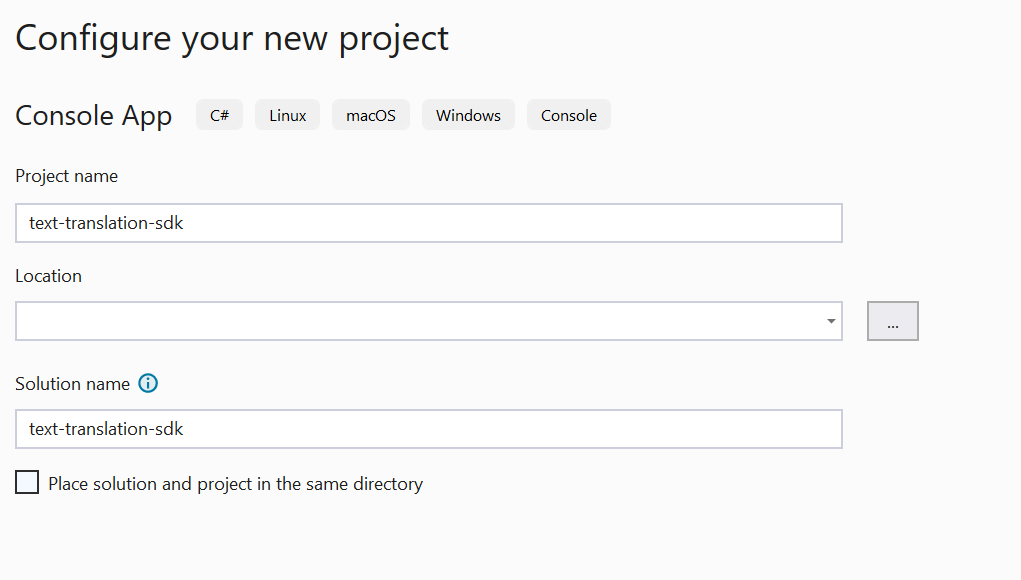 Configure your new project
Console App C# Linux macOS Windows Console
Project name
text-translation-sdk
Location
...
Solution name
text-translation-sdk
Place solution and project in the same directory